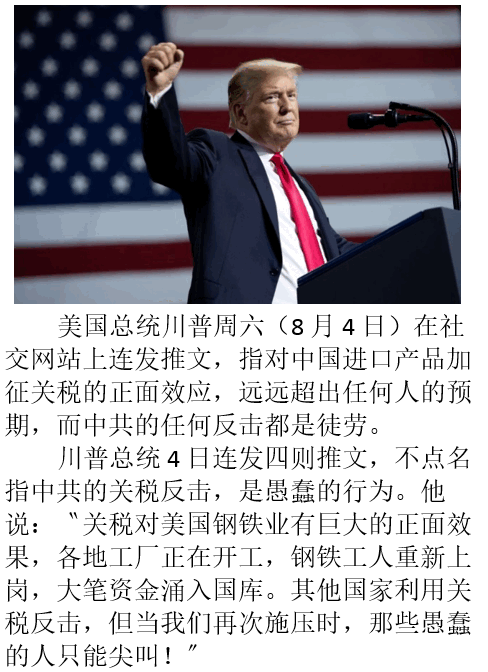 美国总统川普周六（8 月 4 日）在社
交网站上连发推文，指对中国进口产品加
征关税的正面效应，远远超出任何人的预
期，而中共的任何反击都是徒劳。
川普总统 4 日连发四则推文，不点名
指中共的关税反击，是愚蠢的行为。他
说：〝关税对美国钢铁业有巨大的正面效
果，各地工厂正在开工，钢铁工人重新上
岗，大笔资金涌入国库。其他国家利用关
税反击，但当我们再次施压时，那些愚蠢
的人只能尖叫！〞